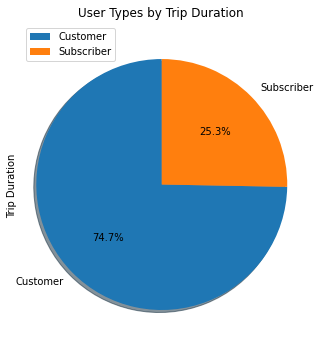 User Types by Trip Duration
Customer
Subscriber
Subscriber
25.3%
Trip Duration
74.7%
Customer